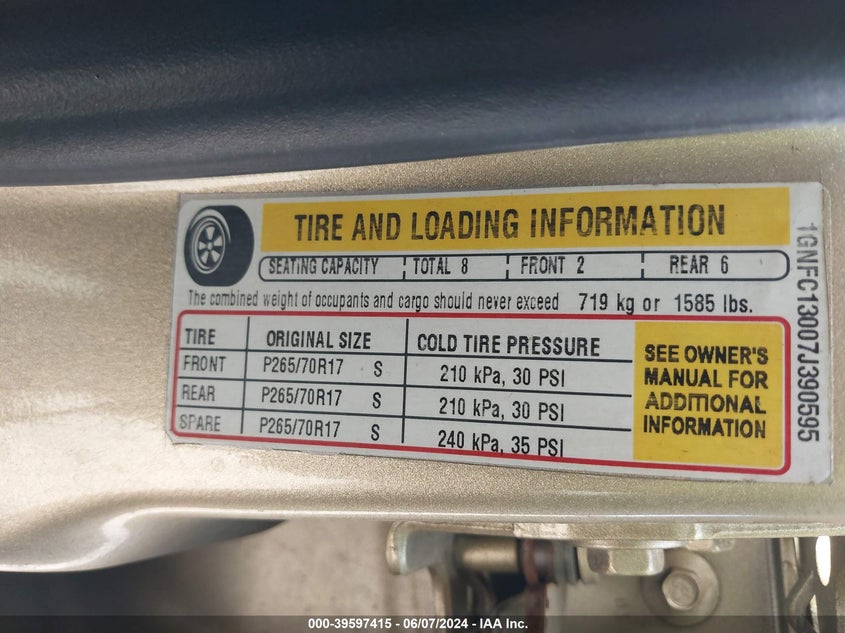 TIRE AND LOADING INFORMATION
SEATING CAPACITY TOTAL 8 FRONT 2 REAR 6
The combined weight of occupants and cargo should never exceed 719 kg or 1585 lbs.
TIRE ORIGINAL SIZE COLD TIRE PRESSURE
FRONT P265/70R17 S 210 kPa, 30 PSI
REAR P265/70R17 S 210 kPa, 30 PSI
SPARE P265/70R17 S 240 kPa, 35 PSI
SEE OWNER'S
MANUAL FOR
ADDITIONAL
INFORMATION
1GNFC13007J390595
000-39597415 - 06/07/2024 - IAA Inc.